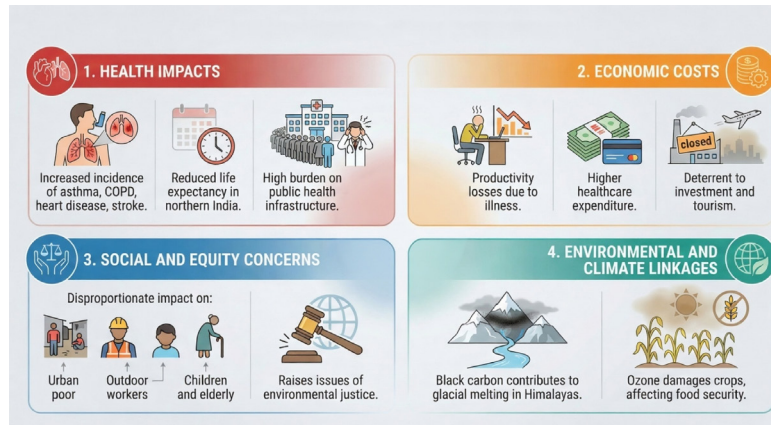 1. HEALTH IMPACTS
Increased incidence
of asthma, COPD,
heart disease, stroke.
Reduced life
expectancy in
northern India.
High burden on
public health
infrastructure.
2. ECONOMIC COSTS
Productivity
losses due to
illness.
Higher
healthcare
expenditure.
closed
Deterrent to
investment and
tourism.
3. SOCIAL AND EQUITY CONCERNS
Disproportionate impact on:
Urban
poor
Outdoor
workers
Children
and elderly
Raises issues of
environmental justice.
4. ENVIRONMENTAL AND
CLIMATE LINKAGES
Black carbon contributes to
glacial melting in Himalayas.
Ozone damages crops,
affecting food security.